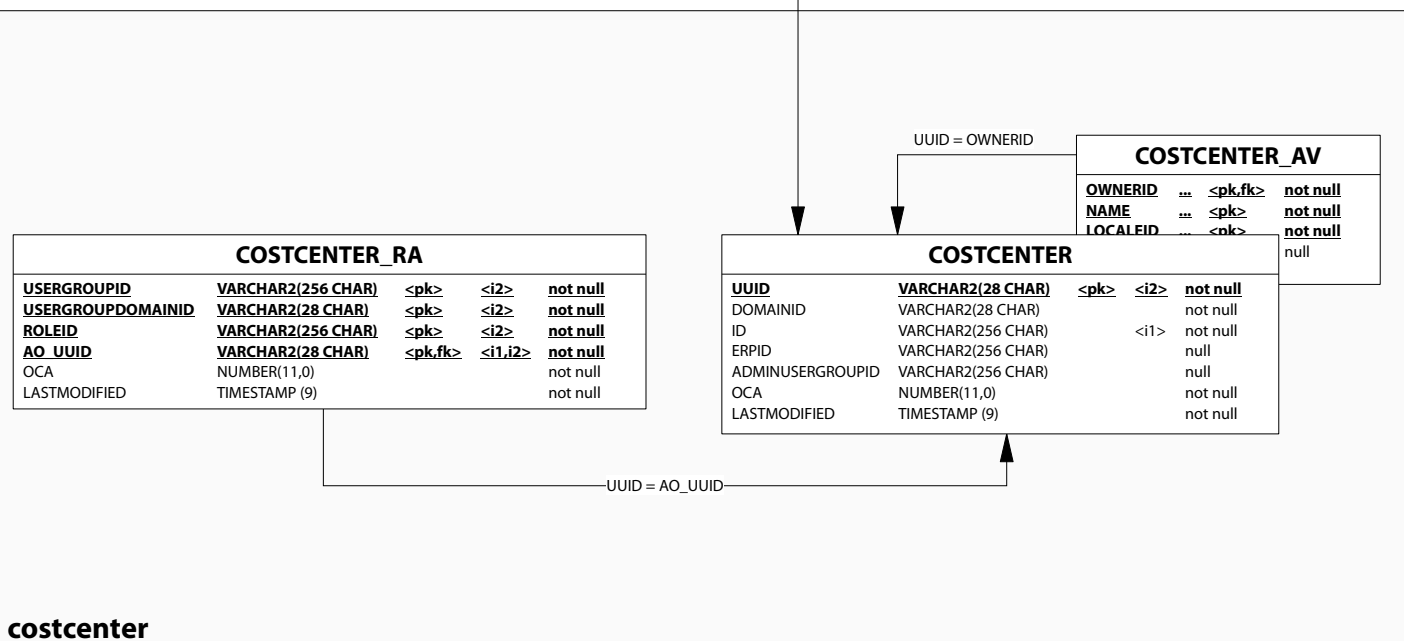 UUID = OWNERID
COSTCENTER_AV
OWNERID ... <pk,fk> not null
NAME ... <pk> not null
LOCALEID ... <pk> not null
null
COSTCENTER_RA
USERGROUPID VARCHAR2(256 CHAR) <pk> <i2> not null
USERGROUPDOMAINID VARCHAR2(28 CHAR) <pk> <i2> not null
ROLEID VARCHAR2(256 CHAR) <pk> <i2> not null
AO_UUID VARCHAR2(28 CHAR) <pk,fk> <i1,i2> not null
OCA NUMBER(11,0) not null
LASTMODIFIED TIMESTAMP (9) not null
COSTCENTER
UUID VARCHAR2(28 CHAR) <pk> <i2> not null
DOMAINID VARCHAR2(28 CHAR) not null
ID VARCHAR2(256 CHAR) <i1> not null
ERPID VARCHAR2(256 CHAR) null
ADMINUSERGROUPID VARCHAR2(256 CHAR) null
OCA NUMBER(11,0) not null
LASTMODIFIED TIMESTAMP (9) not null
UUID = AO_UUID
costcenter